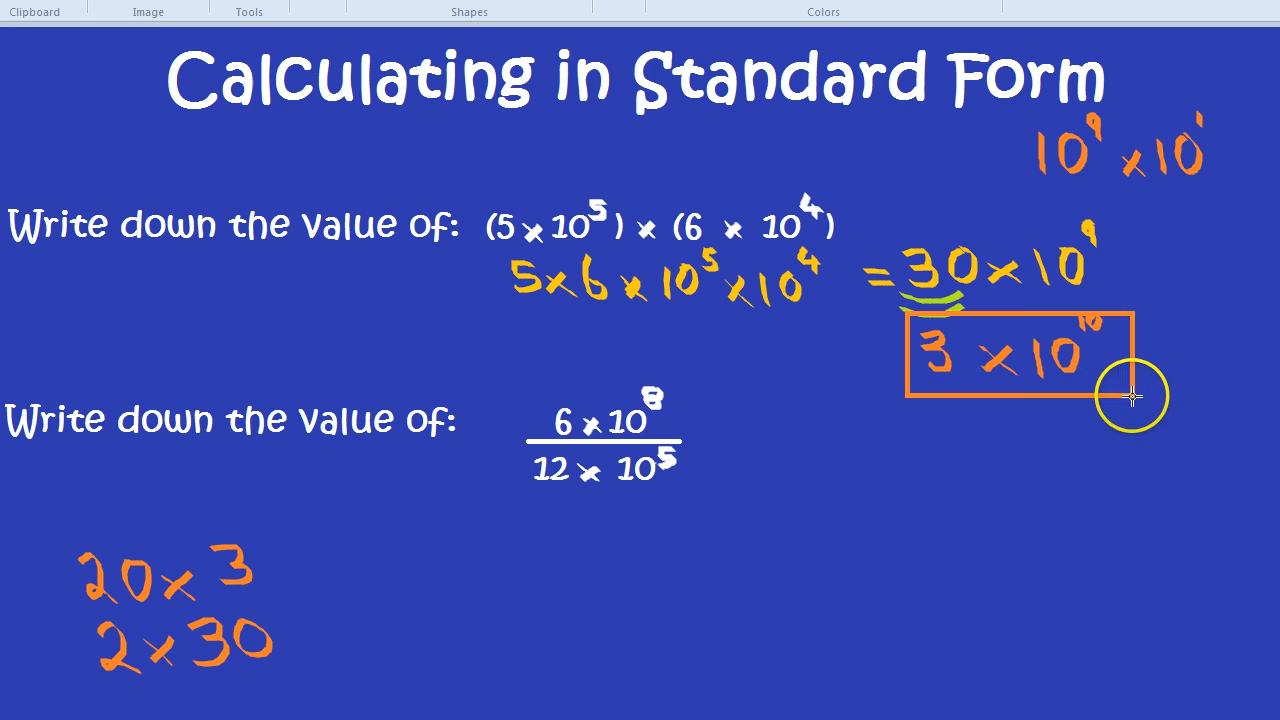 Clipboard Image Tools Shapes Colors
Calculating in Standard Form
10⁹ × 10¹
Write down the value of: (5 × 10⁵) × (6 × 10⁴)
5 × 6 × 10⁵ × 10⁴ = 30 × 10⁹
3 × 10¹⁰
Write down the value of:
6 × 10⁸
12 × 10⁵
20 × 3
2 × 30